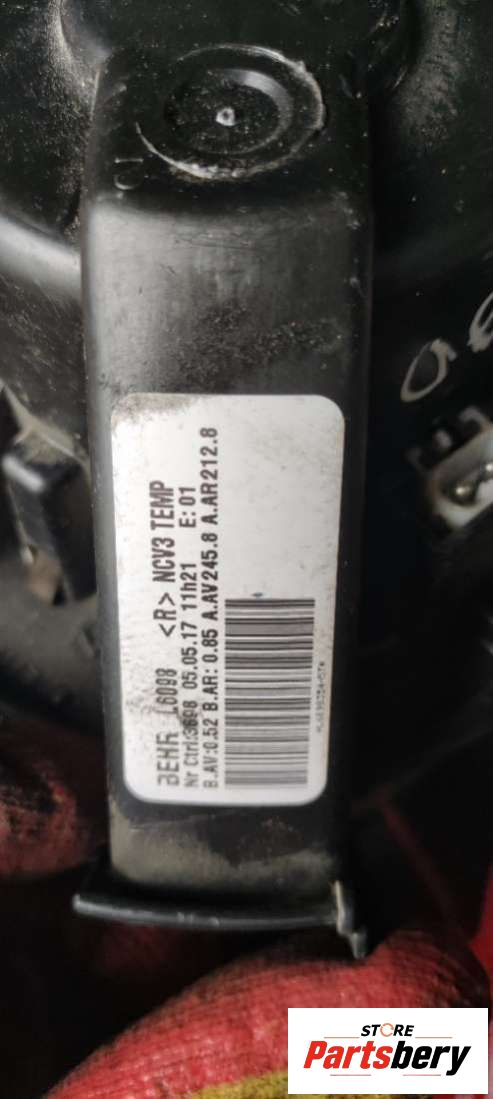 BEHR L6098 <R> NCV3 TEMP
Nr Ctrl:3698 05.05.17 11h21 E: 01
B.AV:0.52 B.AR: 0.85 A.AV245.8 A.AR212.8
STORE
Partsbery